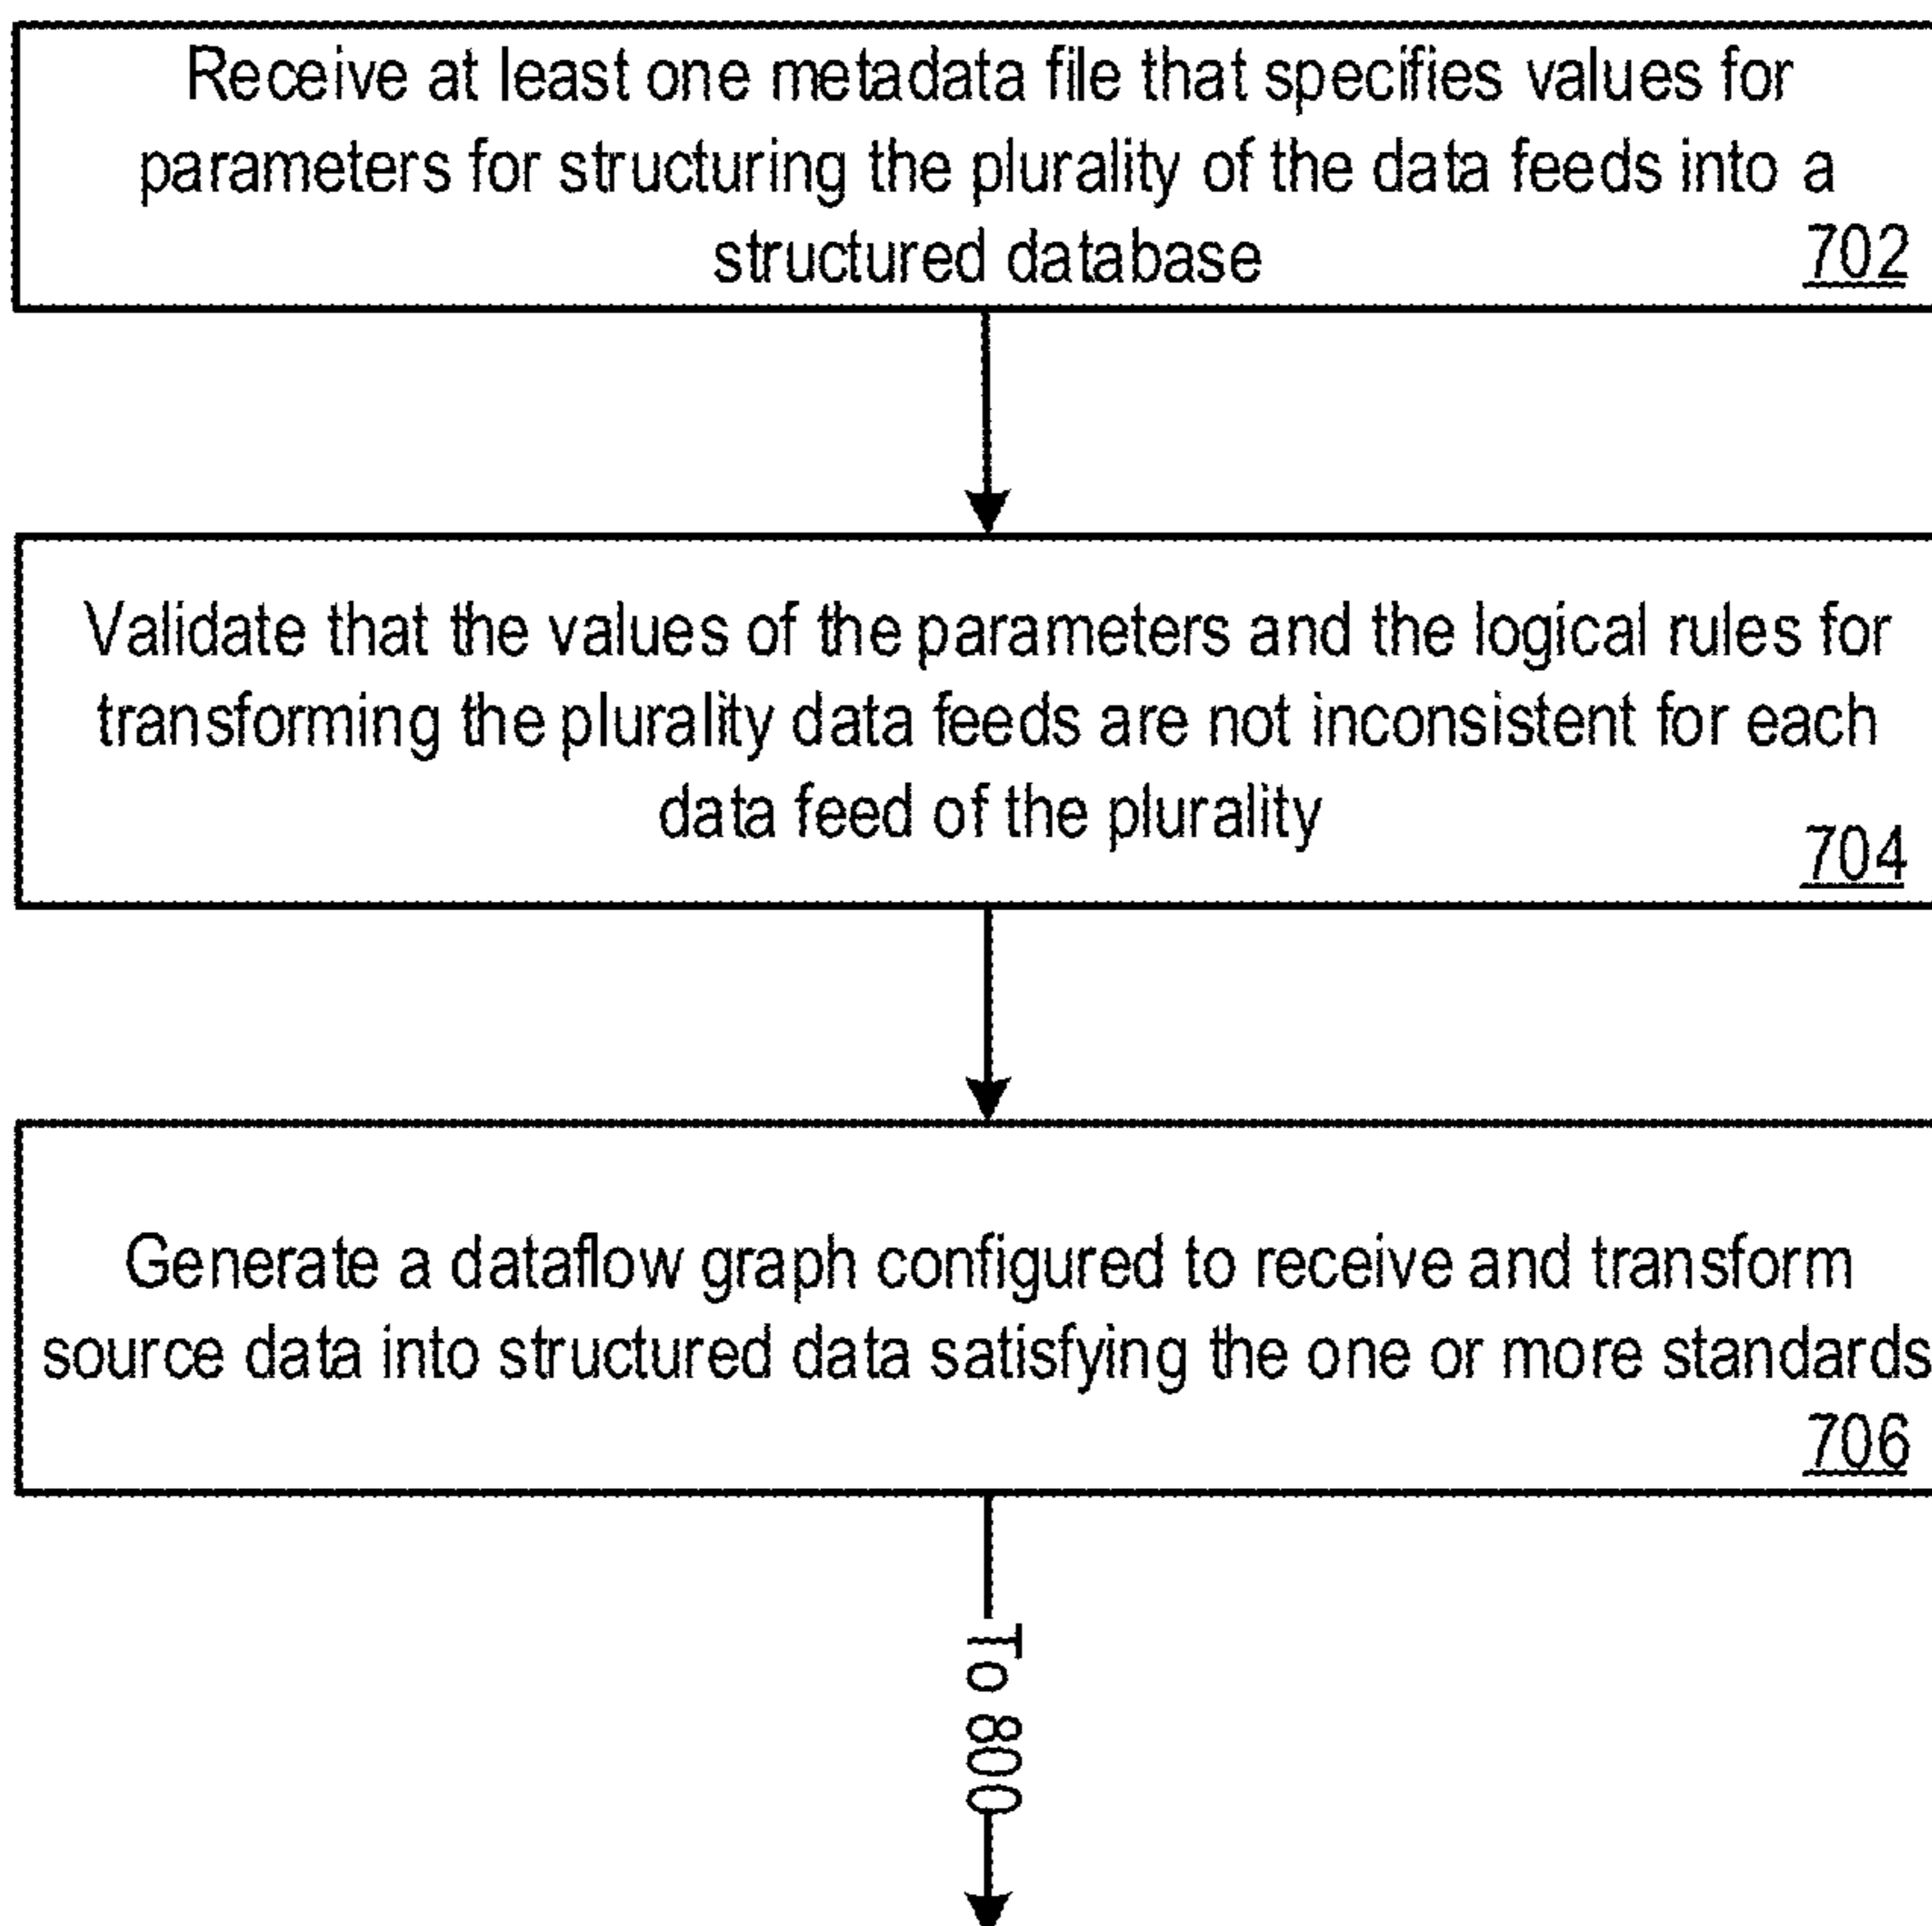 Receive at least one metadata file that specifies values for
parameters for structuring the plurality of the data feeds into a
structured database
702
Validate that the values of the parameters and the logical rules for
transforming the plurality data feeds are not inconsistent for each
data feed of the plurality
704
Generate a dataflow graph configured to receive and transform
source data into structured data satisfying the one or more standards
706
To 800